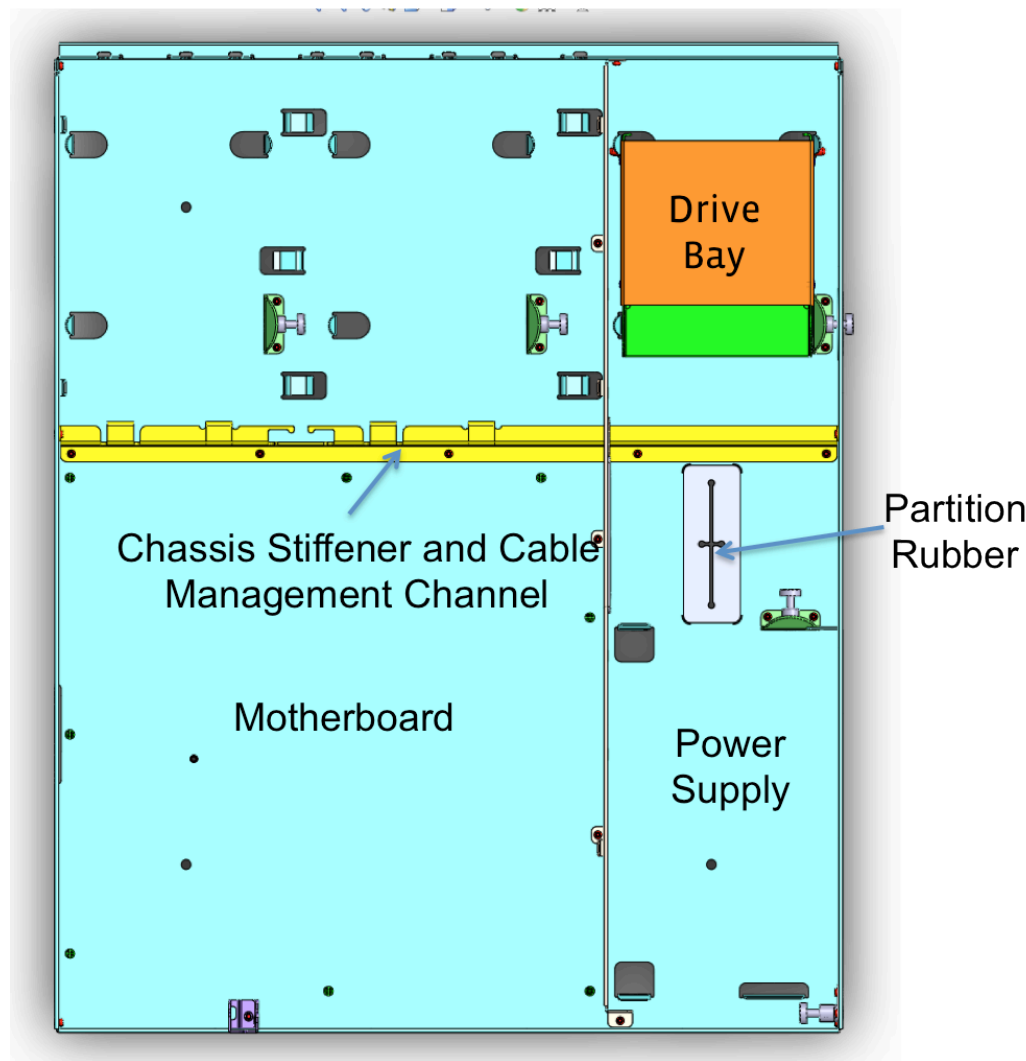 Drive
Bay
Partition
Rubber
Chassis Stiffener and Cable
Management Channel
Motherboard
Power
Supply